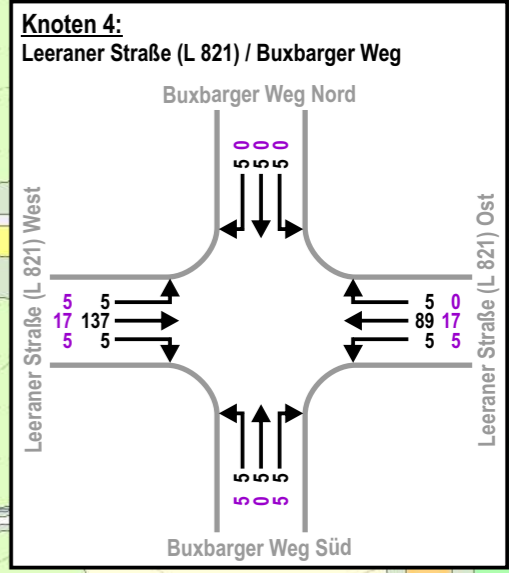 Knoten 4:
Leeraner Straße (L 821) / Buxbarger Weg
Buxbarger Weg Nord
0 0 0
5 5 5
Leeraner Straße (L 821) West
5 5
17 137
5 5
5 0
89 17
5 5
Leeraner Straße (L 821) Ost
5 5 5
5 0 5
Buxbarger Weg Süd